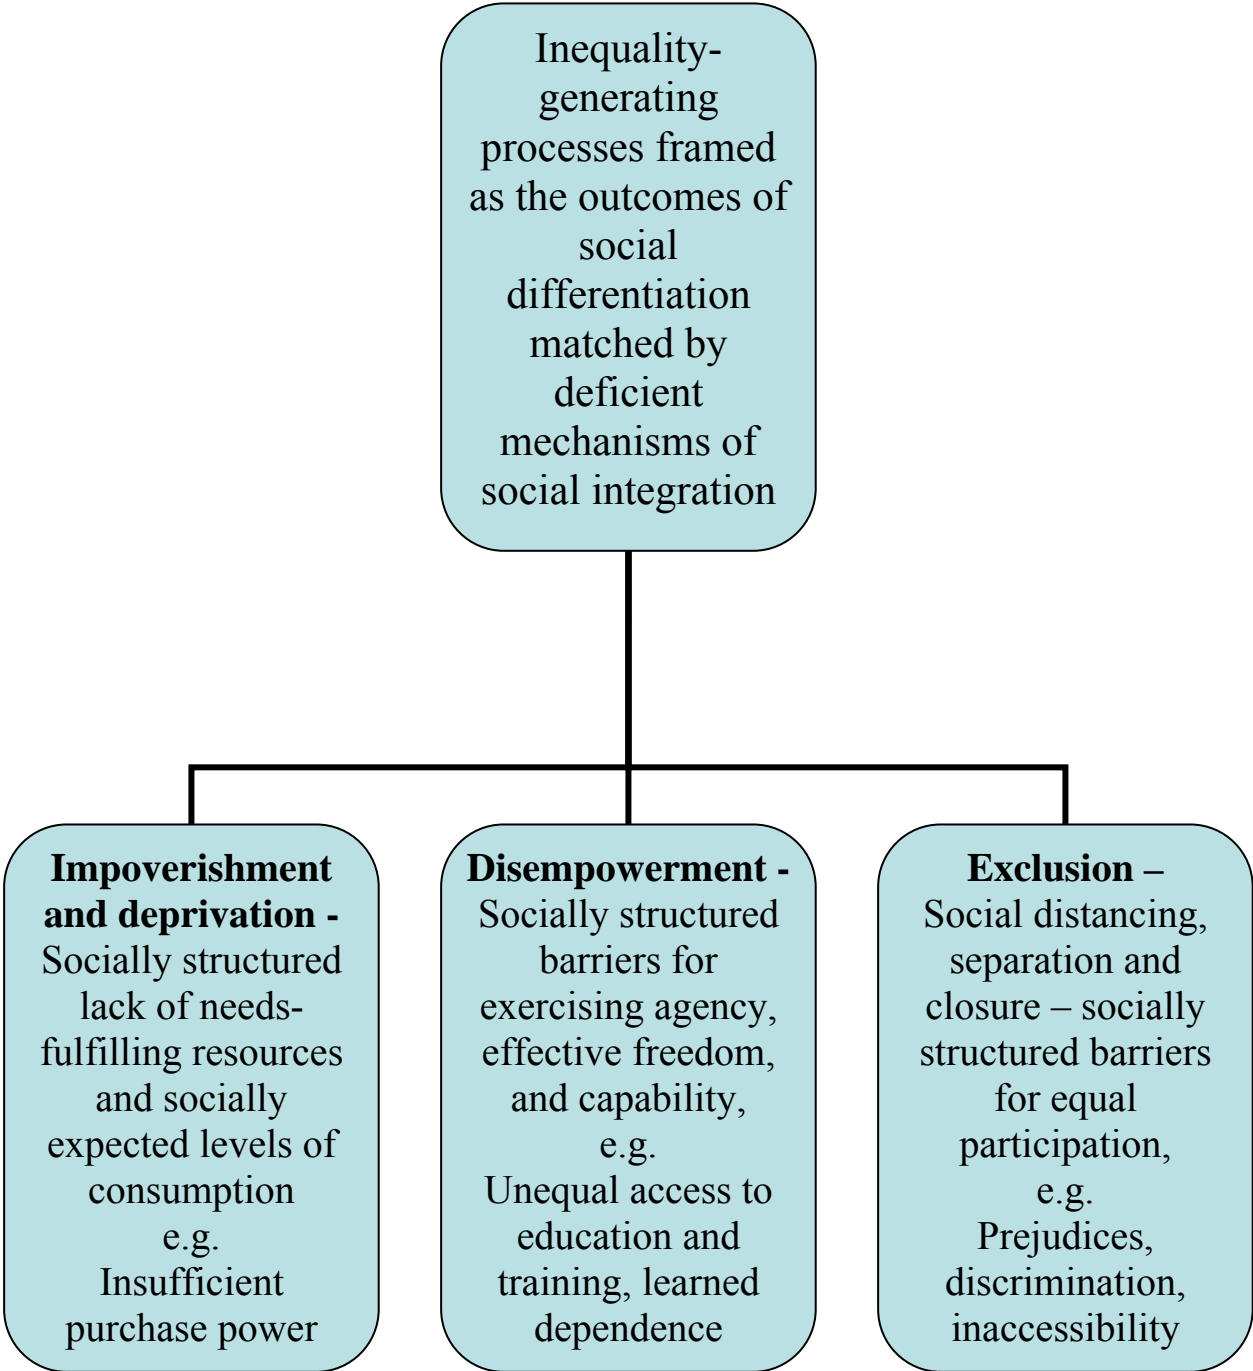 Inequality-
generating
processes framed
as the outcomes of
social
differentiation
matched by
deficient
mechanisms of
social integration
Impoverishment
and deprivation -
Socially structured
lack of needs-
fulfilling resources
and socially
expected levels of
consumption
e.g.
Insufficient
purchase power
Disempowerment -
Socially structured
barriers for
exercising agency,
effective freedom,
and capability,
e.g.
Unequal access to
education and
training, learned
dependence
Exclusion –
Social distancing,
separation and
closure – socially
structured barriers
for equal
participation,
e.g.
Prejudices,
discrimination,
inaccessibility